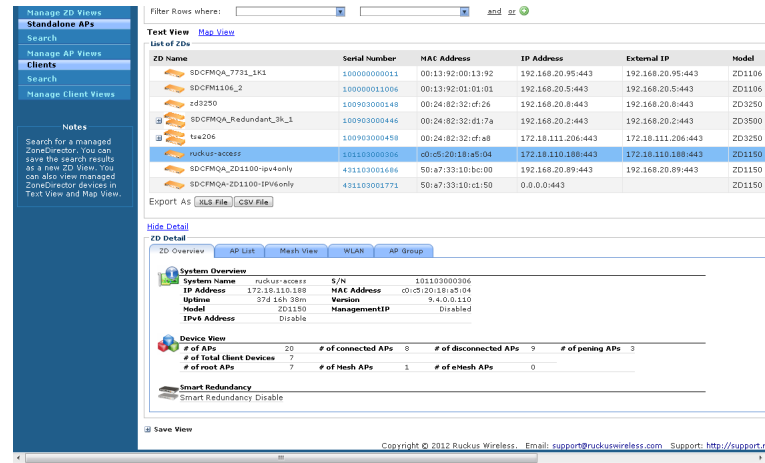 Manage ZD Views
Standalone APs
Search
Manage AP Views
Clients
Search
Manage Client Views
Notes
Search for a managed
ZoneDirector. You can
save the search results
as a new ZD View. You
can also view managed
ZoneDirector devices in
Text View and Map View.
Filter Rows where: and or
Text View Map View
List of ZDs
ZD Name Serial Number MAC Address IP Address External IP Model
SDCFMQA_7731_1K1 100000000011 00:13:92:00:13:92 192.168.20.95:443 192.168.20.95:443 ZD1106
SDCFM1106_2 100000011006 00:13:92:01:01:01 192.168.20.5:443 192.168.20.5:443 ZD1106
zd3250 100903000148 00:24:82:32:cf:26 192.168.20.8:443 192.168.20.8:443 ZD3250
SDCFMQA_Redundant_3k_1 100903000446 00:24:82:32:d1:7a 192.168.20.2:443 192.168.20.2:443 ZD3500
tsa206 100903000458 00:24:82:32:cf:a8 172.18.111.206:443 172.18.111.206:443 ZD3250
ruckus-access 101103000306 c0:c5:20:18:a5:04 172.18.110.188:443 172.18.110.188:443 ZD1150
SDCFMQA_ZD1100-ipv4only 431103001686 50:a7:33:10:bc:00 192.168.20.89:443 192.168.20.89:443 ZD1150
SDCFMQA-ZD1100-IPV6only 431103001771 50:a7:33:10:c1:50 0.0.0.0:443 ZD1150
Export As XLS File CSV File
Hide Detail
ZD Detail
ZD Overview AP List Mesh View WLAN AP Group
System Overview
System Name ruckus-access S/N 101103000306
IP Address 172.18.110.188 MAC Address c0:c5:20:18:a5:04
Uptime 37d 16h 38m Version 9.4.0.0.110
Model ZD1150 ManagementIP Disabled
IPv6 Address Disable
Device View
# of APs 20 # of connected APs 8 # of disconnected APs 9 # of pening APs 3
# of Total Client Devices 7
# of root APs 7 # of Mesh APs 1 # of eMesh APs 0
Smart Redundancy
Smart Redundancy Disable
Save View
Copyright © 2012 Ruckus Wireless. Email: support@ruckuswireless.com Support: http://support.r